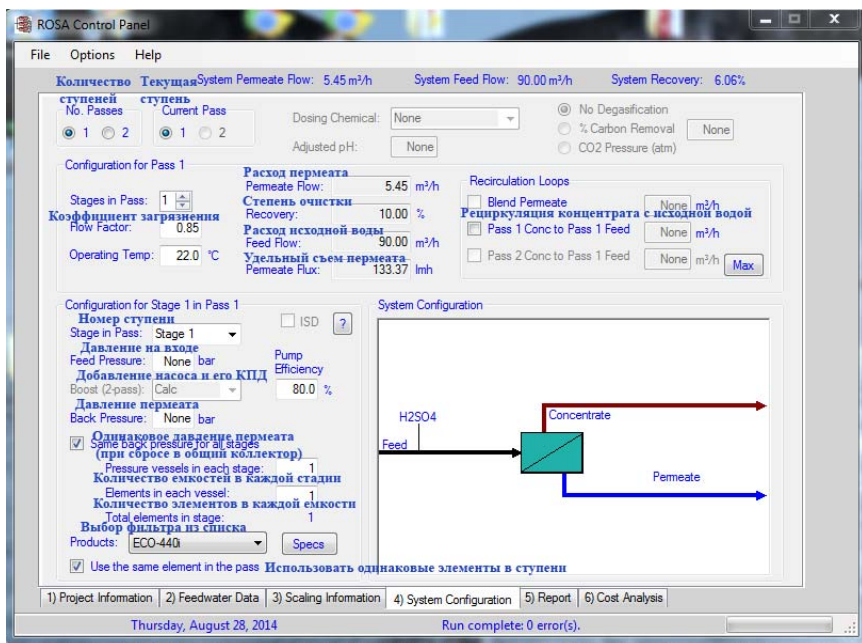 ROSA Control Panel
File Options Help
System Permeate Flow: 5.45 m³/h System Feed Flow: 90.00 m³/h System Recovery: 6.06%
Количество ступеней
Текущая ступень
No. Passes
1 2
Current Pass
1 2
Dosing Chemical: None
Adjusted pH: None
No Degasification
% Carbon Removal None
CO2 Pressure (atm)
Configuration for Pass 1
Stages in Pass: 1
Коэффициент загрязнения
Flow Factor: 0.85
Operating Temp: 22.0 °C
Расход пермеата
Permeate Flow: 5.45 m³/h
Степень очистки
Recovery: 10.00 %
Расход исходной воды
Feed Flow: 90.00 m³/h
Удельный съем пермеата
Permeate Flux: 133.37 lmh
Recirculation Loops
Blend Permeate None m³/h
Рециркуляция концентрата с исходной водой
Pass 1 Conc to Pass 1 Feed None m³/h
Pass 2 Conc to Pass 1 Feed None m³/h
Max
Configuration for Stage 1 in Pass 1
Номер ступени
Stage in Pass: Stage 1
ISD ?
Давление на входе
Feed Pressure: None bar
Pump Efficiency
Добавление насоса и его КПД
Boost (2-pass): Calc 80.0 %
Давление пермеата
Back Pressure: None bar
Одинаковое давление пермеата
Same back pressure for all stages
(при сбросе в общий коллектор)
Pressure vessels in each stage: 1
Количество емкостей в каждой стадии
Elements in each vessel: 1
Количество элементов в каждой емкости
Total elements in stage: 1
Выбор фильтра из списка
Products: ECO-440i Specs
Use the same element in the pass Использовать одинаковые элементы в ступени
System Configuration
H2SO4
Feed
Concentrate
Permeate
1) Project Information 2) Feedwater Data 3) Scaling Information 4) System Configuration 5) Report 6) Cost Analysis
Thursday, August 28, 2014 Run complete: 0 error(s).